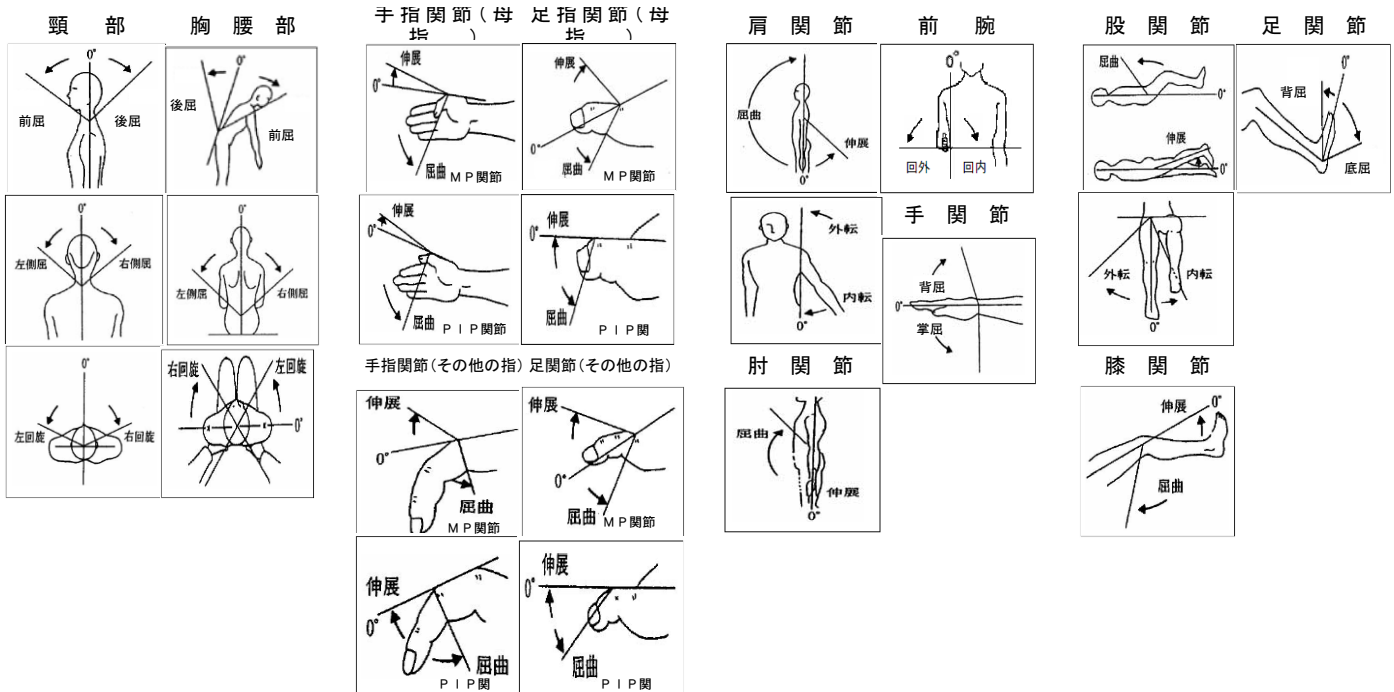 頸部
0°
前屈
後屈
0°
左側屈
右側屈
0°
左回旋
右回旋
胸腰部
0°
後屈
前屈
0°
左側屈
右側屈
右回旋
左回旋
0°
手指関節(母指)
伸展
0°
屈曲
MP関節
伸展
0°
屈曲
PIP関節
足指関節(母指)
伸展
0°
屈曲
MP関節
伸展
0°
屈曲
PIP関
手指関節(その他の指)
伸展
0°
屈曲
MP関節
伸展
0°
屈曲
PIP関
足関節(その他の指)
伸展
0°
屈曲
MP関節
伸展
0°
屈曲
PIP関
肩関節
屈曲
伸展
0°
外転
内転
0°
肘関節
屈曲
伸展
0°
前腕
0°
回外
回内
手関節
背屈
0°
掌屈
股関節
屈曲
0°
伸展
0°
外転
内転
0°
膝関節
伸展
0°
屈曲
足関節
0°
背屈
底屈